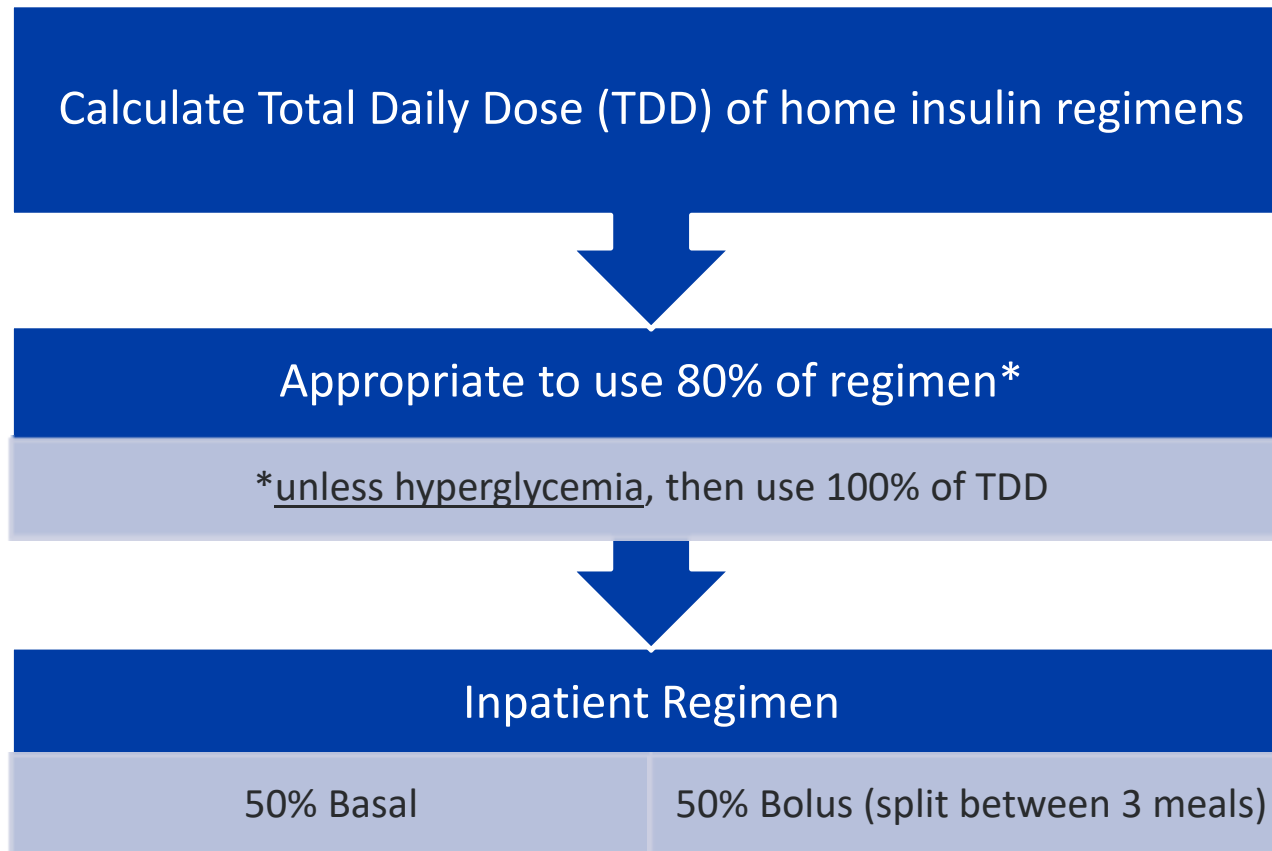 Calculate Total Daily Dose (TDD) of home insulin regimens
Appropriate to use 80% of regimen*
*unless hyperglycemia, then use 100% of TDD
Inpatient Regimen
50% Basal
50% Bolus (split between 3 meals)